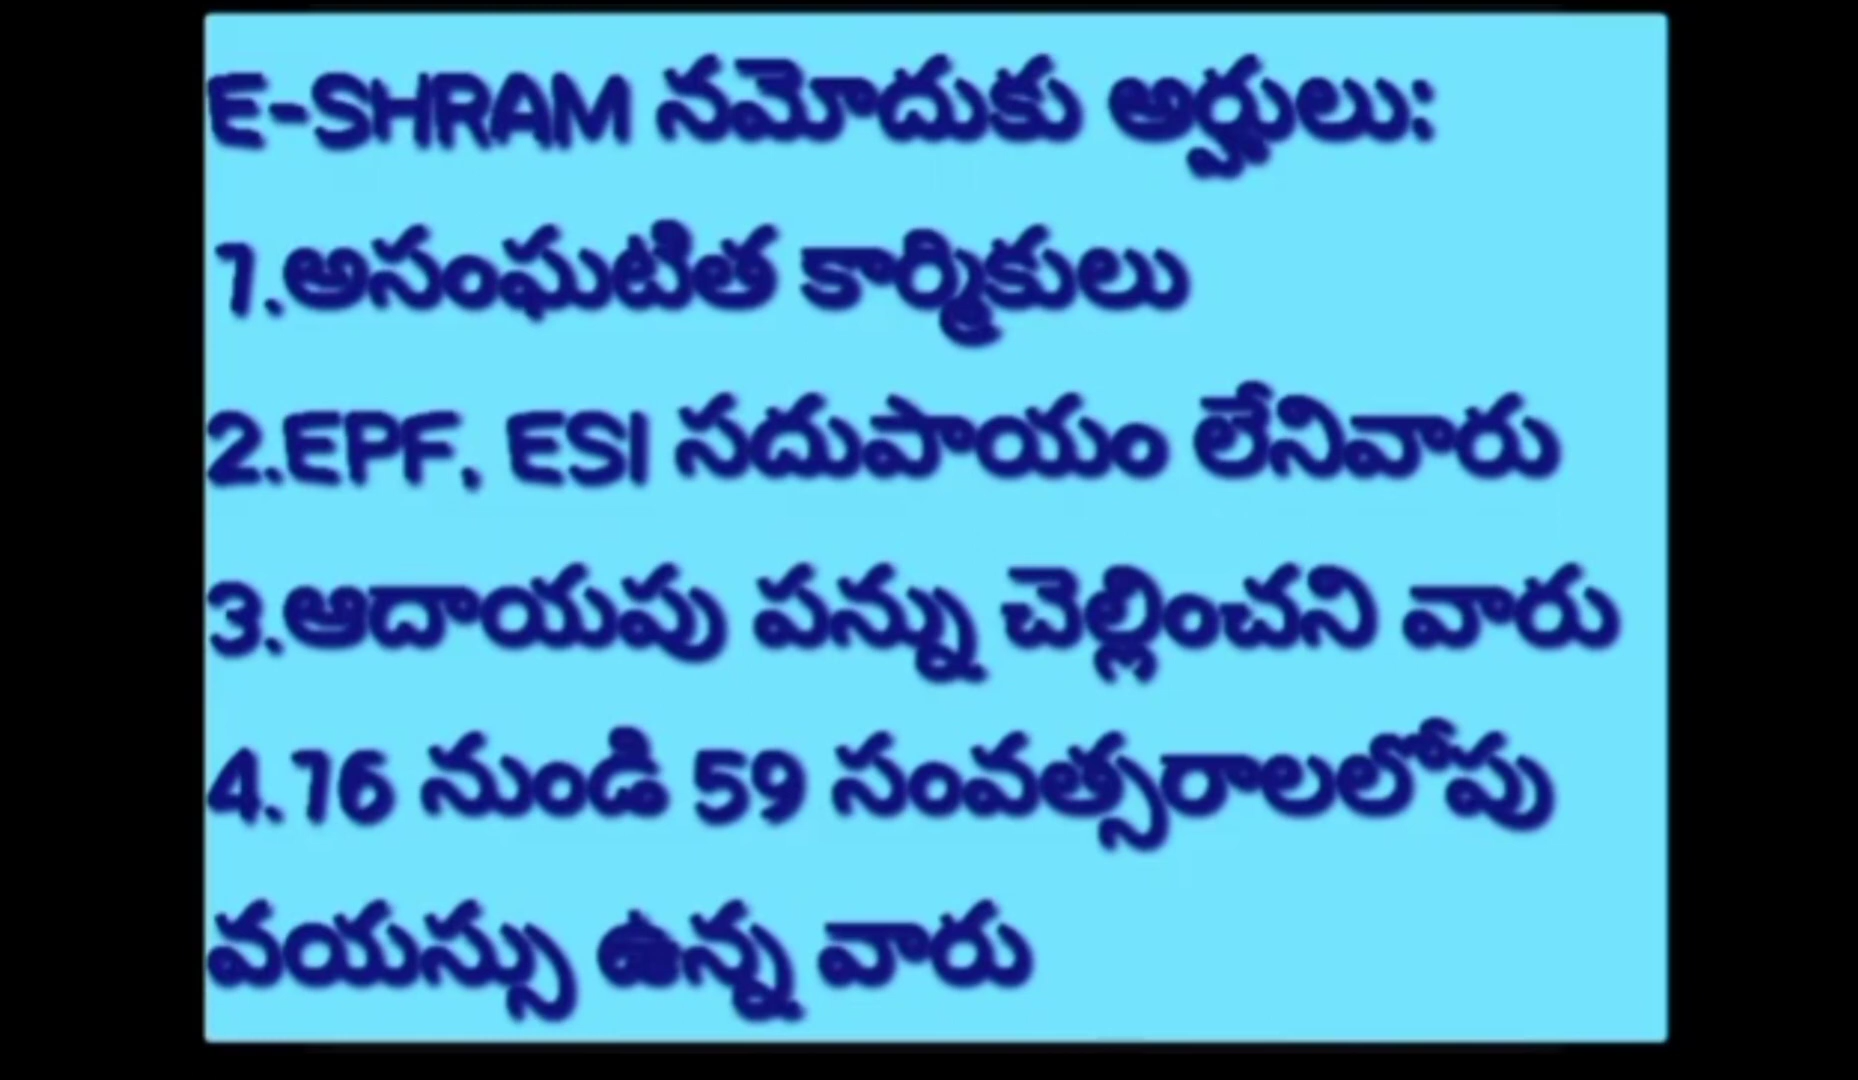 E-SHRAM నమోదుకు అర్హులు:
1.అసంఘటిత కార్మికులు
2.EPF, ESI సదుపాయం లేనివారు
3.ఆదాయపు పన్ను చెల్లించని వారు
4.16 నుండి 59 సంవత్సరాలలోపు
వయస్సు ఉన్న వారు